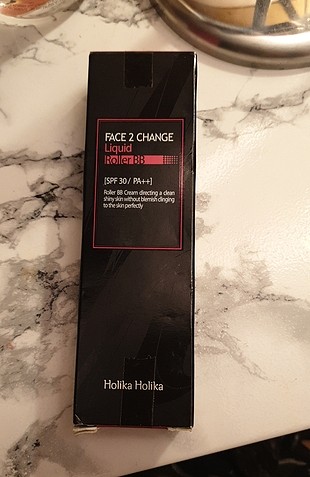 FACE 2 CHANGE
Liquid
Roller BB
[SPF 30 / PA++]
Roller BB Cream directing a clean
shiny skin without blemish clinging
to the skin perfectly
Holika Holika